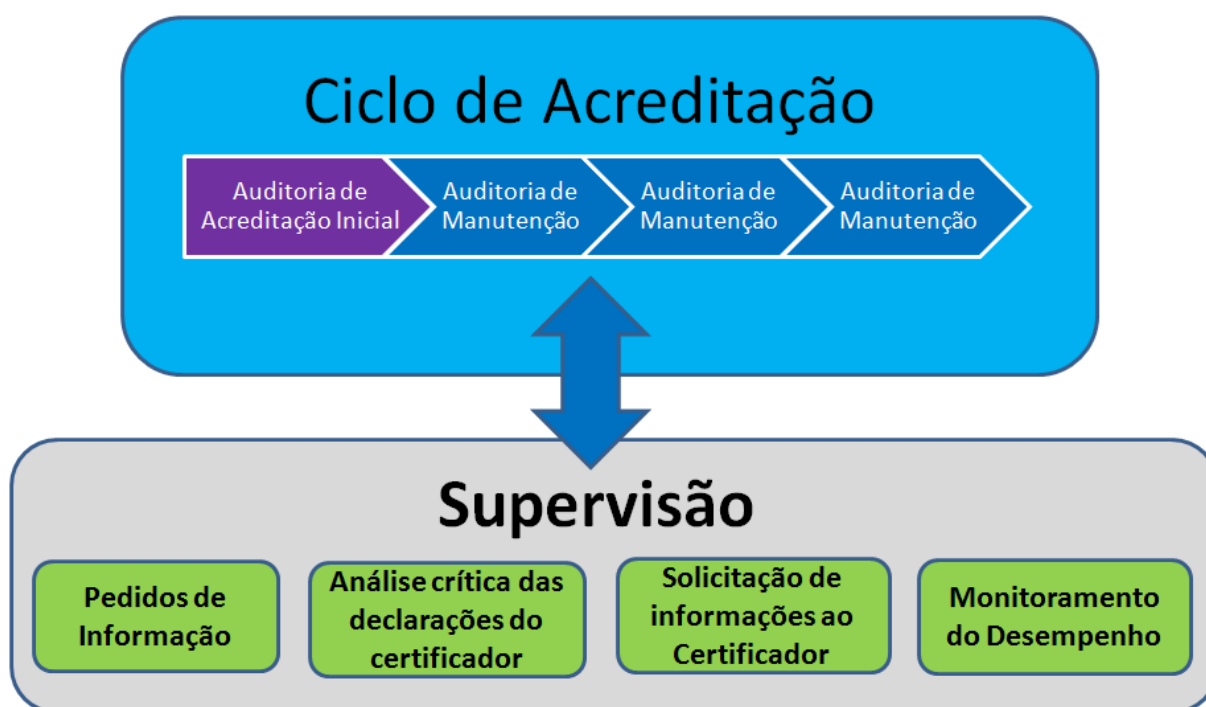 Ciclo de Acreditação
Auditoria de
Acreditação Inicial
Auditoria de
Manutenção
Auditoria de
Manutenção
Auditoria de
Manutenção
Supervisão
Pedidos de
Informação
Análise crítica das
declarações do
certificador
Solicitação de
informações ao
Certificador
Monitoramento
do Desempenho